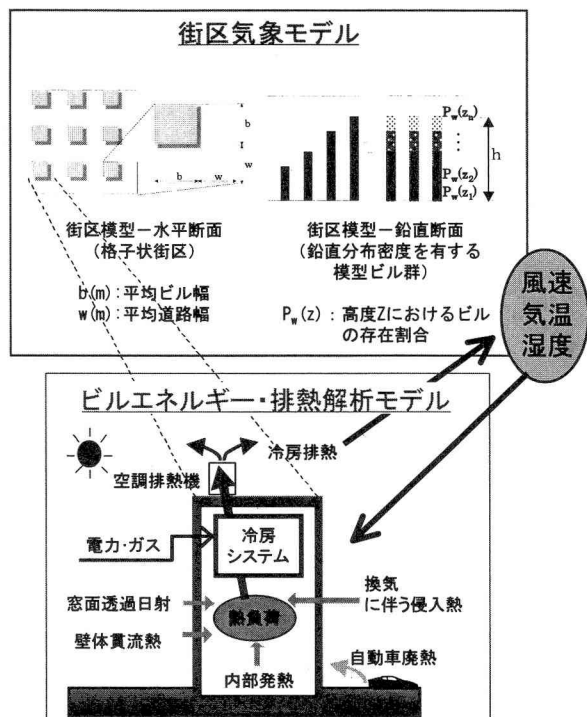 街区気象モデル
b
w
b
w
P_w(z_n)
⋮
h
P_w(z_2)
P_w(z_1)
街区模型－水平断面
(格子状街区)
街区模型－鉛直断面
(鉛直分布密度を有する
模型ビル群)
b(m):平均ビル幅
w(m):平均道路幅
P_w(z):高度Zにおけるビル
の存在割合
風速
気温
湿度
ビルエネルギー・排熱解析モデル
冷房排熱
空調排熱機
電力・ガス
冷房
システム
窓面透過日射
熱負荷
換気
に伴う侵入熱
壁体貫流熱
内部発熱
自動車廃熱